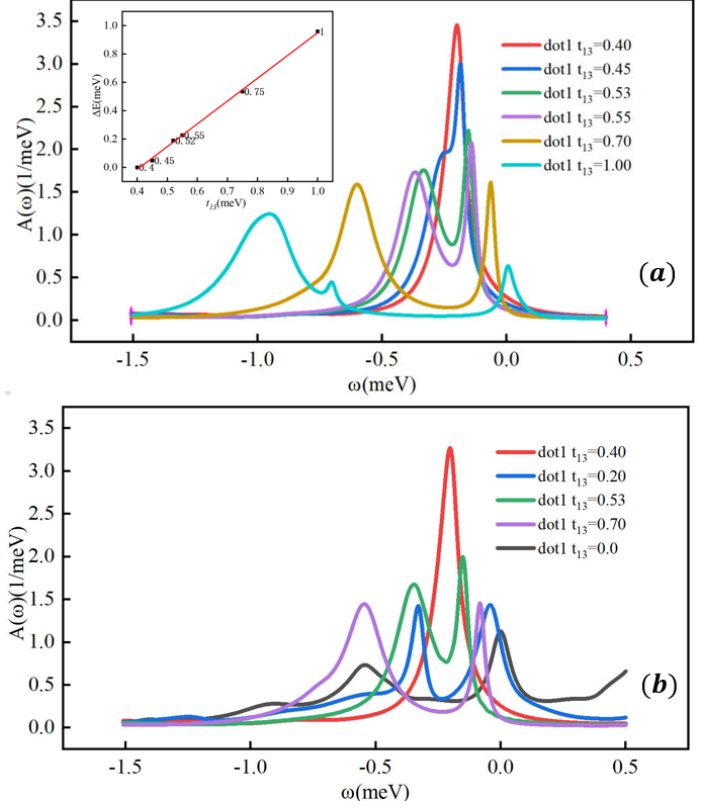 3.5
3.0
2.5
2.0
1.5
1.0
0.5
0.0
A(ω)(1/meV)
-1.5
-1.0
-0.5
0.0
0.5
ω(meV)
1.0
0.8
0.6
0.4
0.2
0.0
ΔE(meV)
0.4
0.5
0.6
0.7
0.8
0.9
1.0
t₁₃(meV)
1
0.75
0.55
0.52
0.45
0.4
dot1 t₁₃=0.40
dot1 t₁₃=0.45
dot1 t₁₃=0.53
dot1 t₁₃=0.55
dot1 t₁₃=0.70
dot1 t₁₃=1.00
(a)
3.5
3.0
2.5
2.0
1.5
1.0
0.5
0.0
A(ω)(1/meV)
-1.5
-1.0
-0.5
0.0
0.5
ω(meV)
dot1 t₁₃=0.40
dot1 t₁₃=0.20
dot1 t₁₃=0.53
dot1 t₁₃=0.70
dot1 t₁₃=0.0
(b)